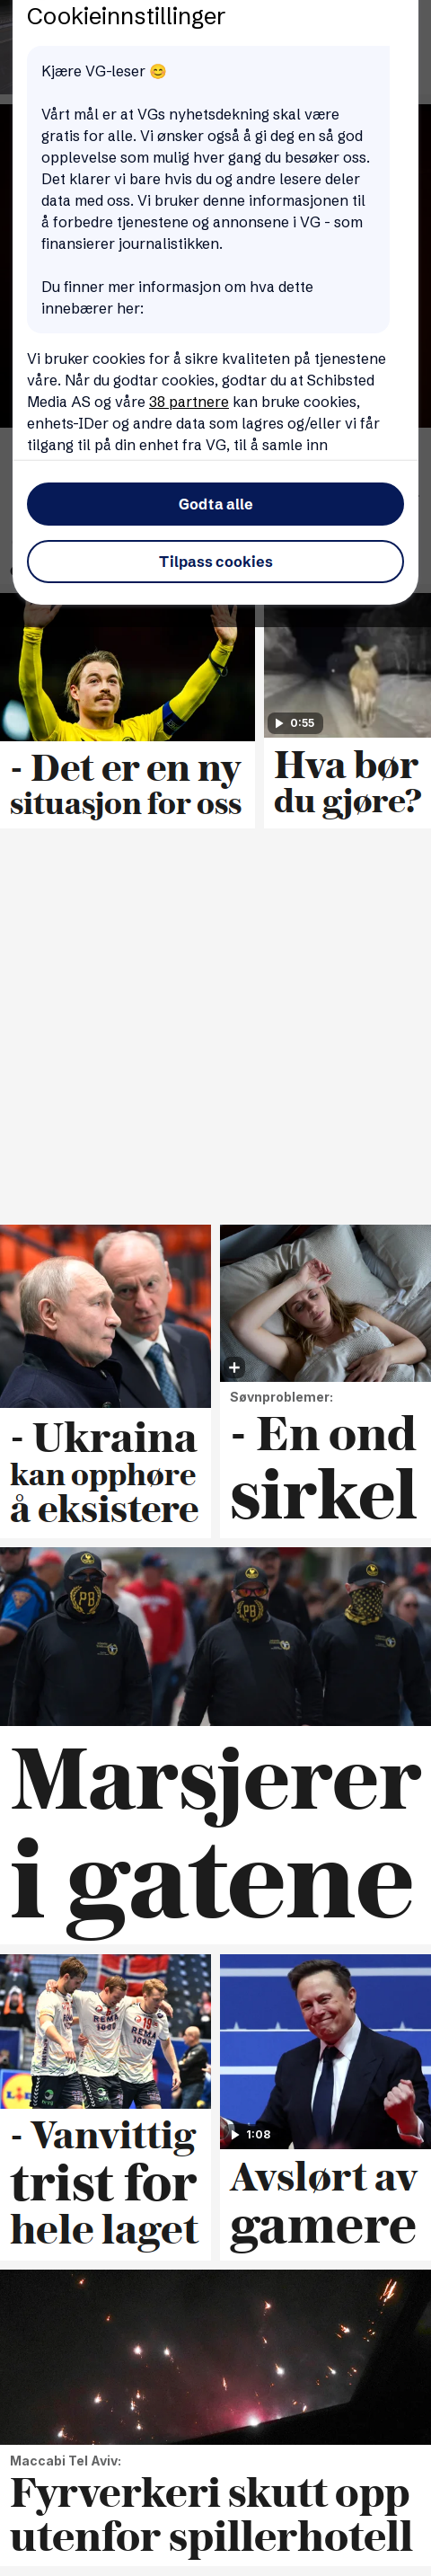 Cookieinnstillinger
Kjære VG-leser 😊
Vårt mål er at VGs nyhetsdekning skal være
gratis for alle. Vi ønsker også å gi deg en så god
opplevelse som mulig hver gang du besøker oss.
Det klarer vi bare hvis du og andre lesere deler
data med oss. Vi bruker denne informasjonen til
å forbedre tjenestene og annonsene i VG - som
finansierer journalistikken.
Du finner mer informasjon om hva dette
innebærer her:
Vi bruker cookies for å sikre kvaliteten på tjenestene
våre. Når du godtar cookies, godtar du at Schibsted
Media AS og våre 38 partnere kan bruke cookies,
enhets-IDer og andre data som lagres og/eller vi får
tilgang til på din enhet fra VG, til å samle inn
Godta alle
Tilpass cookies
- Det er en ny
situasjon for oss
0:55
Hva bør
du gjøre?
- Ukraina
kan opphøre
å eksistere
Søvnproblemer:
- En ond
sirkel
PB
PB
Marsjerer
i gatene
REMA
1000
REMA
1000
19
LIDL
- Vanvittig
trist for
hele laget
1:08
Avslørt av
gamere
Maccabi Tel Aviv:
Fyrverkeri skutt opp
utenfor spillerhotell